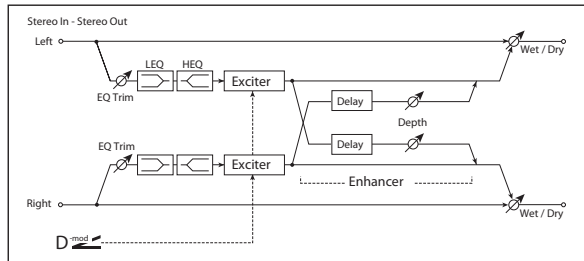 Stereo In - Stereo Out
Left
Wet / Dry
LEQ HEQ
EQ Trim
Exciter
Delay
Depth
EQ Trim
Delay
Exciter
Enhancer
Right
Wet / Dry
D-mod